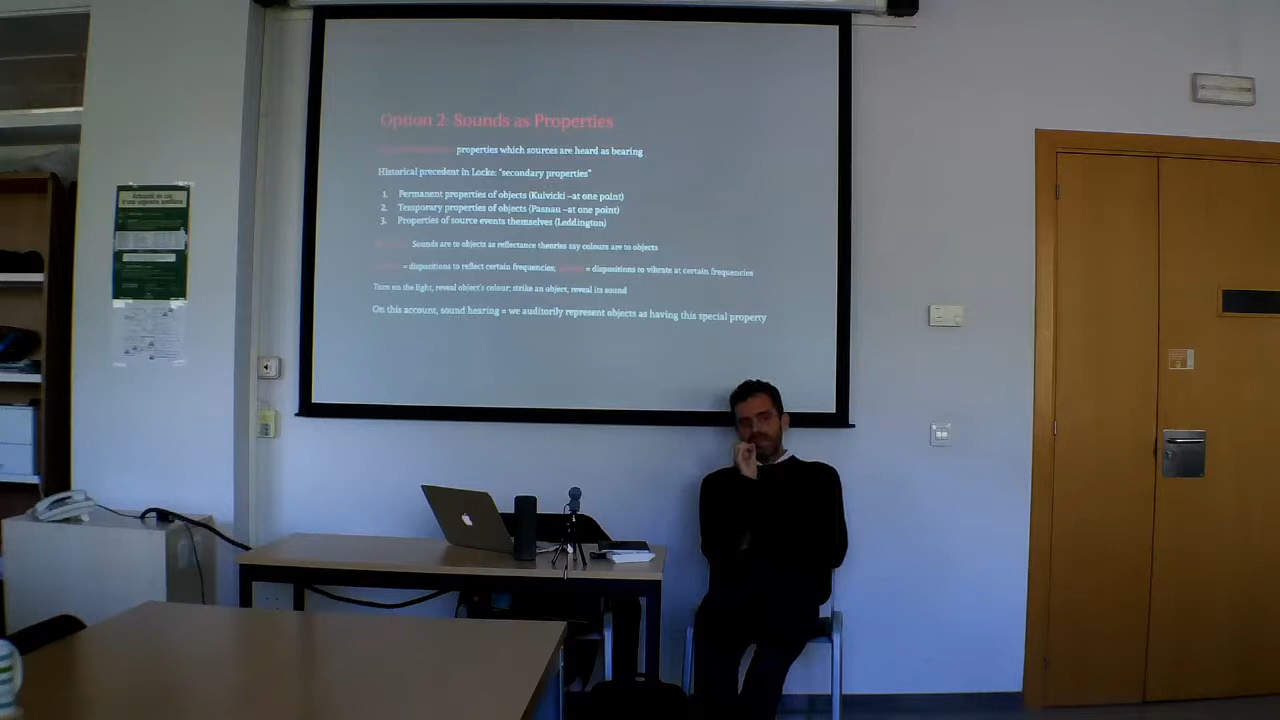 Option 2: Sounds as Properties
properties which sources are heard as bearing
Historical precedent in Locke: "secondary properties"
1. Permanent properties of objects (Kulvicki –at one point)
2. Temporary properties of objects (Pasnau –at one point)
3. Properties of source events themselves (Leddington)
Sounds are to objects as reflectance theories say colours are to objects
= dispositions to reflect certain frequencies; = dispositions to vibrate at certain frequencies
Turn on the light, reveal object's colour; strike an object, reveal its sound
On this account, sound hearing = we auditorily represent objects as having this special property